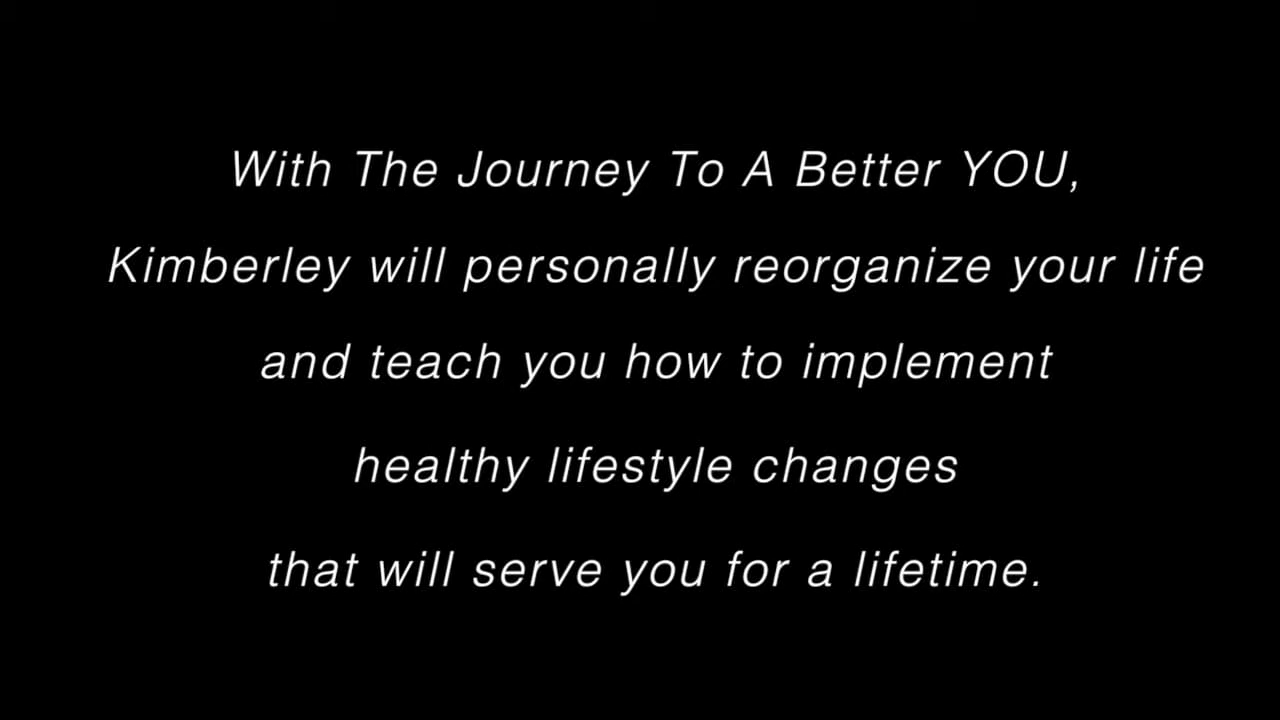 With The Journey To A Better YOU,
Kimberley will personally reorganize your life
and teach you how to implement
healthy lifestyle changes
that will serve you for a lifetime.